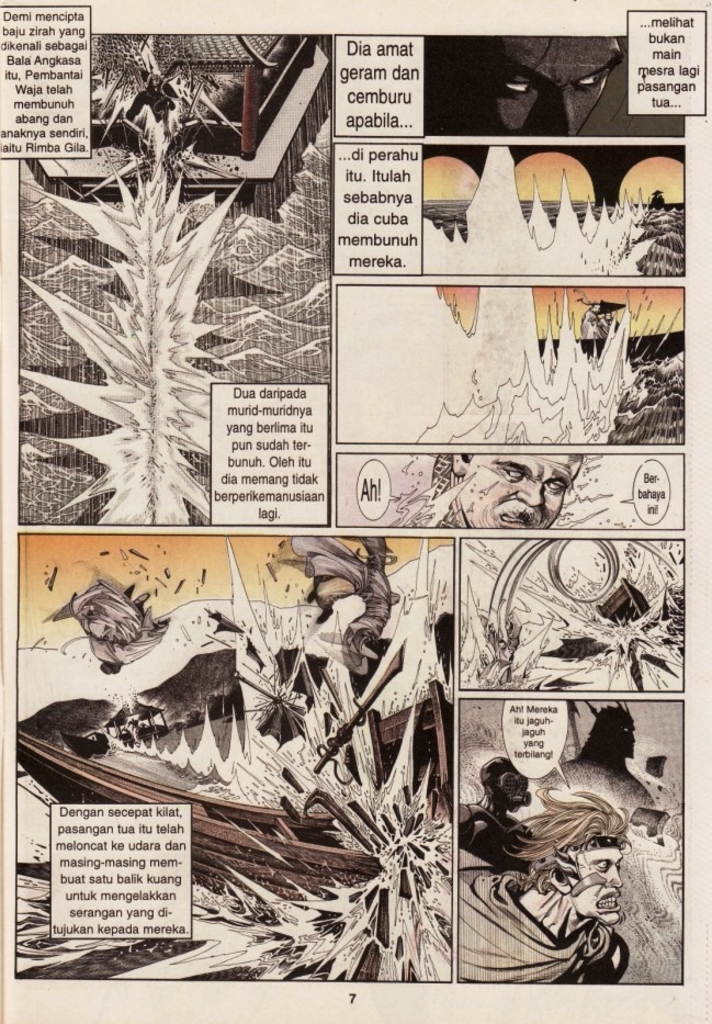 Demi mencipta
baju zirah yang
dikenali sebagai
Bala Angkasa
itu, Pembantai
Waja telah
membunuh
abang dan
anaknya sendiri,
iaitu Rimba Gila.
Dua daripada
murid-muridnya
yang berlima itu
pun sudah ter-
bunuh. Oleh itu
dia memang tidak
berperikemanusiaan
lagi.
Dia amat
geram dan
cemburu
apabila...
...melihat
bukan
main
mesra lagi
pasangan
tua...
...di perahu
itu. Itulah
sebabnya
dia cuba
membunuh
mereka.
Ah!
Ber-
bahaya
ini!
Dengan secepat kilat,
pasangan tua itu telah
meloncat ke udara dan
masing-masing mem-
buat satu balik kuang
untuk mengelakkan
serangan yang di-
tujukan kepada mereka.
Ah! Mereka
itu jaguh-
jaguh
yang
terbilang!
7